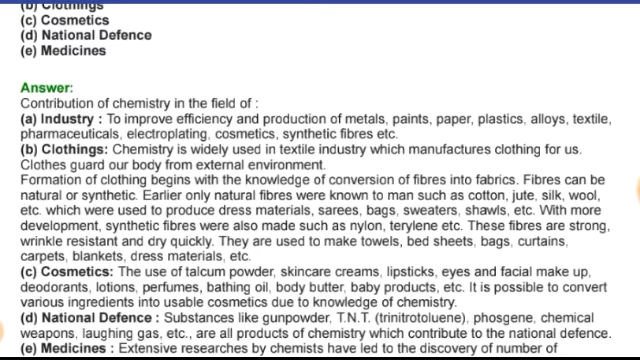 (b) Clothings
(c) Cosmetics
(d) National Defence
(e) Medicines
Answer:
Contribution of chemistry in the field of :
(a) Industry : To improve efficiency and production of metals, paints, paper, plastics, alloys, textile,
pharmaceuticals, electroplating, cosmetics, synthetic fibres etc.
(b) Clothings: Chemistry is widely used in textile industry which manufactures clothing for us.
Clothes guard our body from external environment.
Formation of clothing begins with the knowledge of conversion of fibres into fabrics. Fibres can be
natural or synthetic. Earlier only natural fibres were known to man such as cotton, jute, silk, wool,
etc. which were used to produce dress materials, sarees, bags, sweaters, shawls, etc. With more
development, synthetic fibres were also made such as nylon, terylene etc. These fibres are strong,
wrinkle resistant and dry quickly. They are used to make towels, bed sheets, bags, curtains,
carpets, blankets, dress materials, etc.
(c) Cosmetics: The use of talcum powder, skincare creams, lipsticks, eyes and facial make up,
deodorants, lotions, perfumes, bathing oil, body butter, baby products, etc. It is possible to convert
various ingredients into usable cosmetics due to knowledge of chemistry.
(d) National Defence : Substances like gunpowder, T.N.T. (trinitrotoluene), phosgene, chemical
weapons, laughing gas, etc., are all products of chemistry which contribute to the national defence.
(e) Medicines : Extensive researches by chemists have led to the discovery of number of